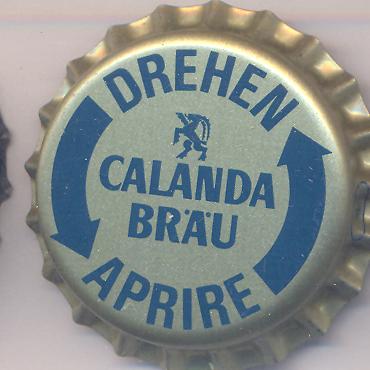 DREHEN
CALANDA
BRÄU
APRIRE